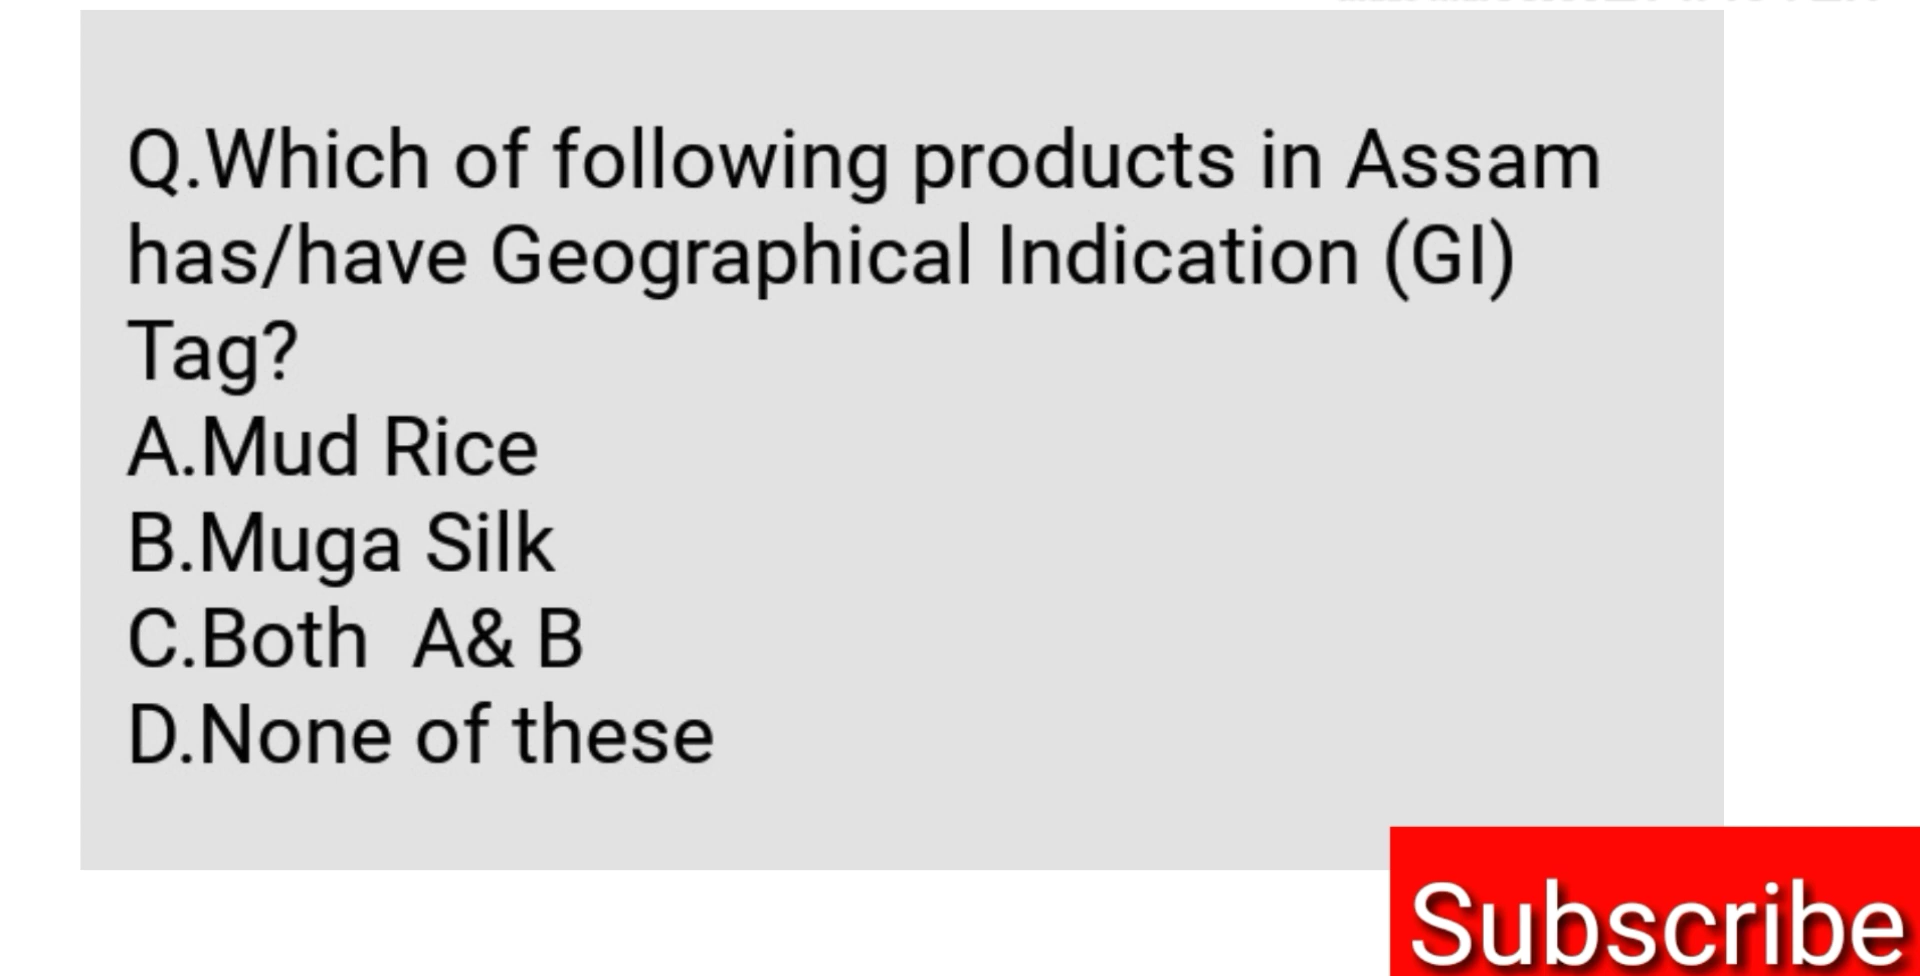 Q.Which of following products in Assam
has/have Geographical Indication (GI)
Tag?
A.Mud Rice
B.Muga Silk
C.Both  A& B
D.None of these
Subscribe